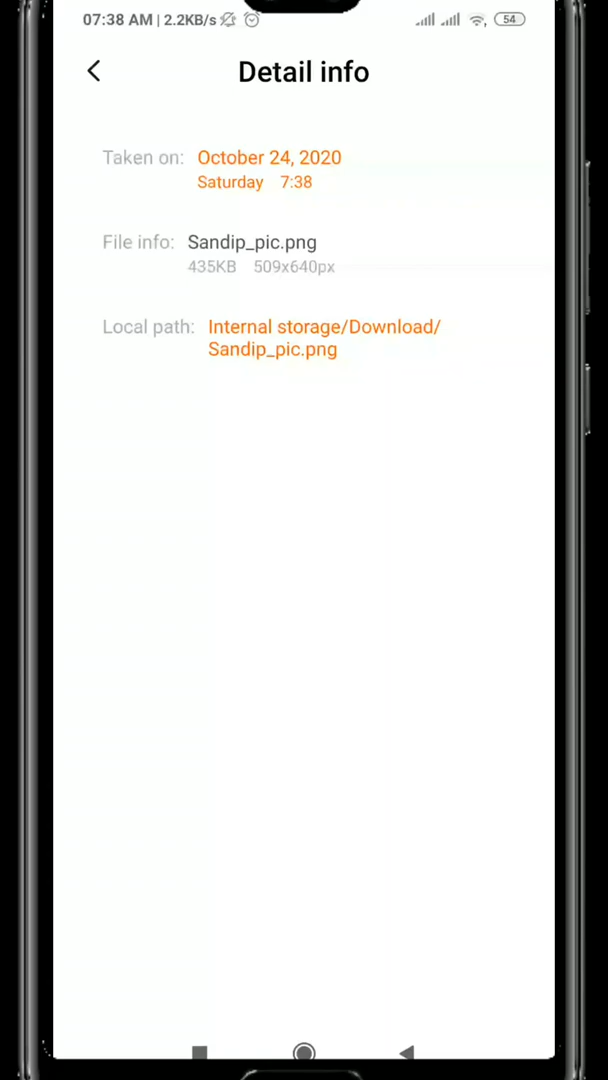 07:38 AM | 2.2KB/s 54
Detail info
Taken on: October 24, 2020
Saturday 7:38
File info: Sandip_pic.png
435KB 509x640px
Local path: Internal storage/Download/
Sandip_pic.png